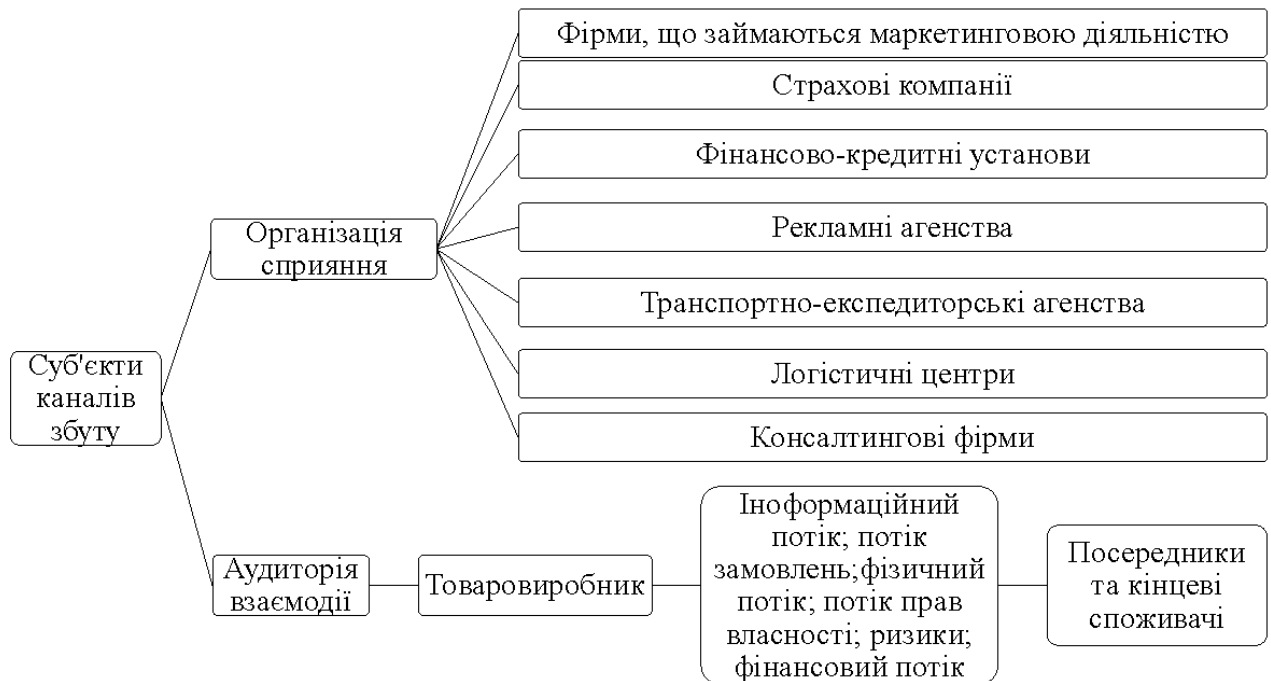 Фірми, що займаються маркетинговою діяльністю
Страхові компанії
Фінансово-кредитні установи
Рекламні агенства
Транспортно-експедиторські агенства
Логістичні центри
Консалтингові фірми
Організація
сприяння
Суб'єкти
каналів
збуту
Аудиторія
взаємодії
Товаровиробник
Іноформаційний
потік; потік
замовлень;фізичний
потік; потік прав
власності; ризики;
фінансовий потік
Посередники
та кінцеві
споживачі